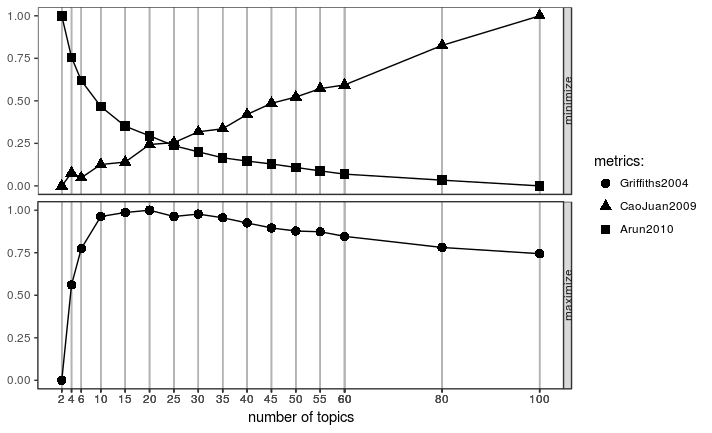 1.00
0.75
0.50
0.25
0.00
minimize
1.00
0.75
0.50
0.25
0.00
maximize
2 4 6 10 15 20 25 30 35 40 45 50 55 60 80 100
number of topics
metrics:
Griffiths2004
CaoJuan2009
Arun2010